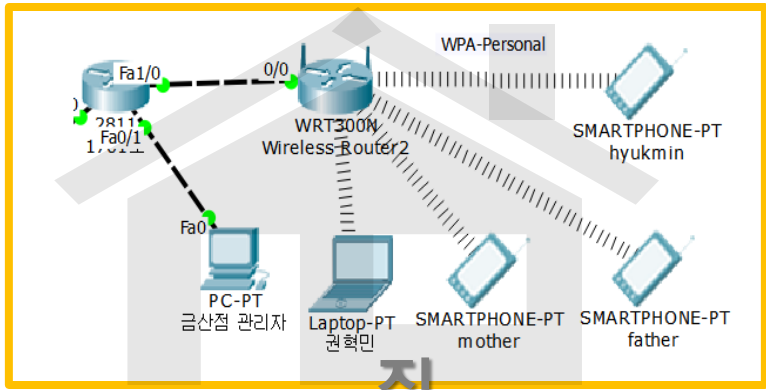 WPA-Personal
Fa1/0
0/0
2811
Fa0/1
WRT300N
Wireless Router2
SMARTPHONE-PT
hyukmin
Fa0
PC-PT
금산점 관리자
Laptop-PT
권혁민
SMARTPHONE-PT
mother
SMARTPHONE-PT
father
집